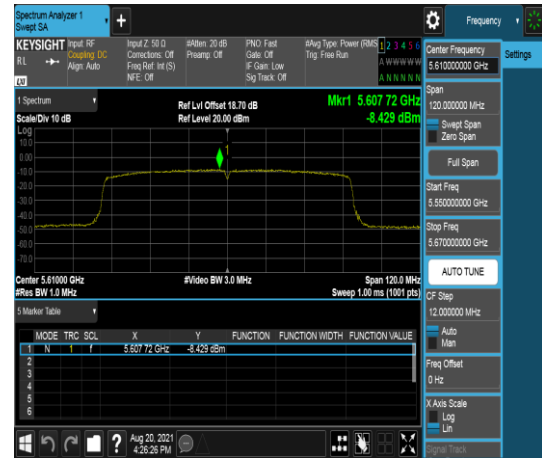 Spectrum Analyzer 1
Swept SA
+
Frequency
KEYSIGHT
RL
LXI
Input: RF
Coupling: DC
Align: Auto
Input Z: 50 Ω
Corrections: Off
Freq Ref: Int (S)
NFE: Off
#Atten: 20 dB
Preamp: Off
PNO: Fast
Gate: Off
IF Gain: Low
Sig Track: Off
#Avg Type: Power (RMS)
Trig: Free Run
1 2 3 4 5 6
A W W W W W
A N N N N N
Center Frequency
5.610000000 GHz
Settings
1 Spectrum
Scale/Div 10 dB
Ref Lvl Offset 18.70 dB
Ref Level 20.00 dBm
Mkr1 5.607 72 GHz
-8.429 dBm
Log
10.0
0.00
-10.0
-20.0
-30.0
-40.0
-50.0
-60.0
-70.0
1
Center 5.61000 GHz
#Res BW 1.0 MHz
#Video BW 3.0 MHz
Span 120.0 MHz
Sweep 1.00 ms (1001 pts)
Span
120.000000 MHz
Swept Span
Zero Span
Full Span
Start Freq
5.550000000 GHz
Stop Freq
5.670000000 GHz
AUTO TUNE
CF Step
12.000000 MHz
Auto
Man
Freq Offset
0 Hz
X Axis Scale
Log
Lin
Signal Track
5 Marker Table
MODE TRC SCL X Y FUNCTION FUNCTION WIDTH FUNCTION VALUE
1 N 1 f 5.607 72 GHz -8.429 dBm
2
3
4
5
6
?
Aug 20, 2021
4:26:26 PM